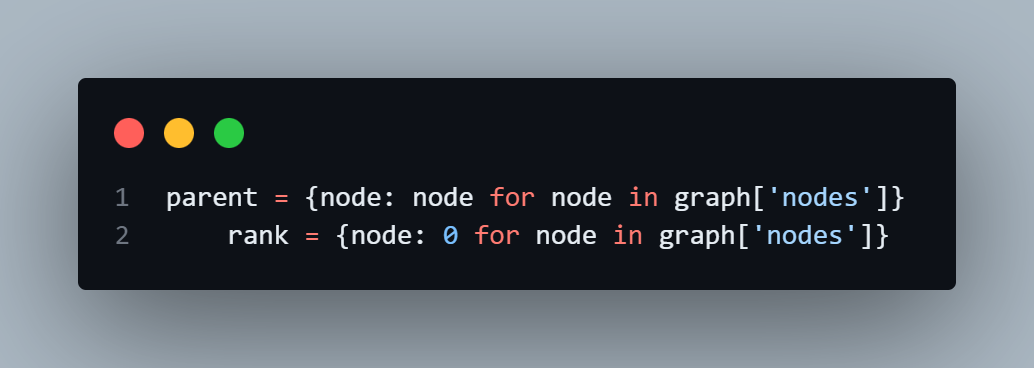 1 parent = {node: node for node in graph['nodes']}
2     rank = {node: 0 for node in graph['nodes']}